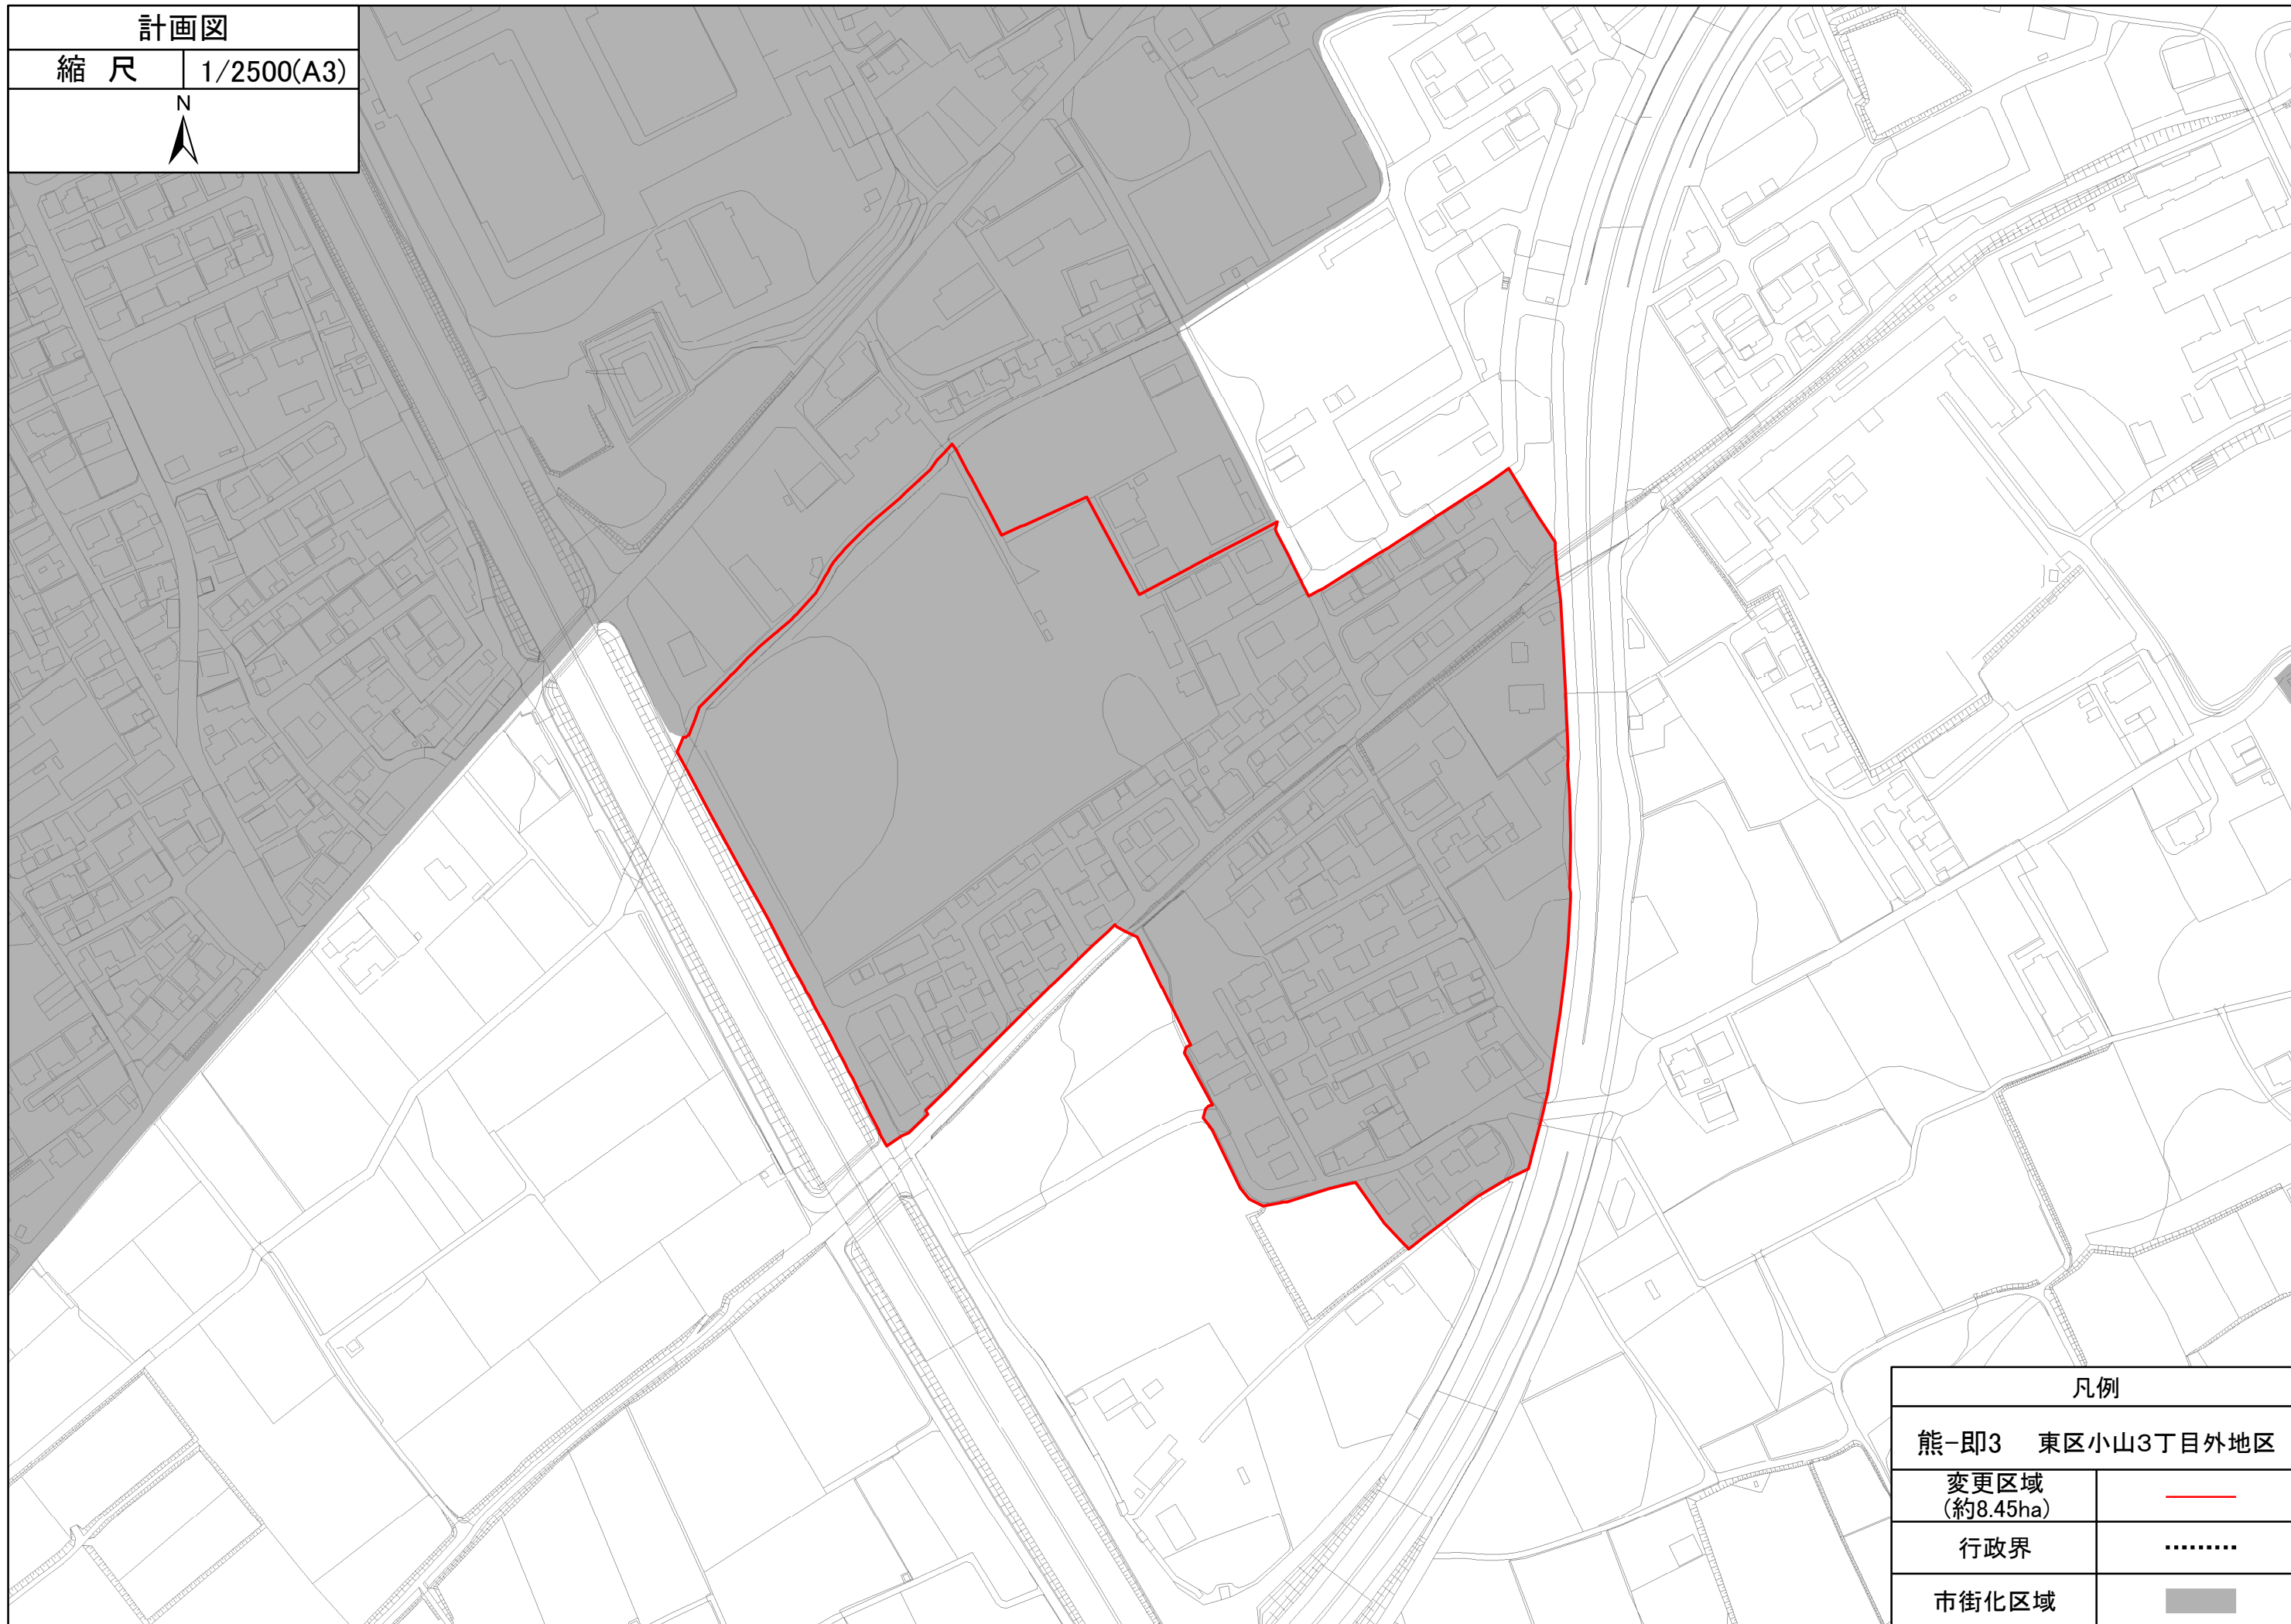 計画図
縮 尺 1/2500(A3)
N
凡例
熊-即3 東区小山3丁目外地区
変更区域
(約8.45ha)
行政界
市街化区域